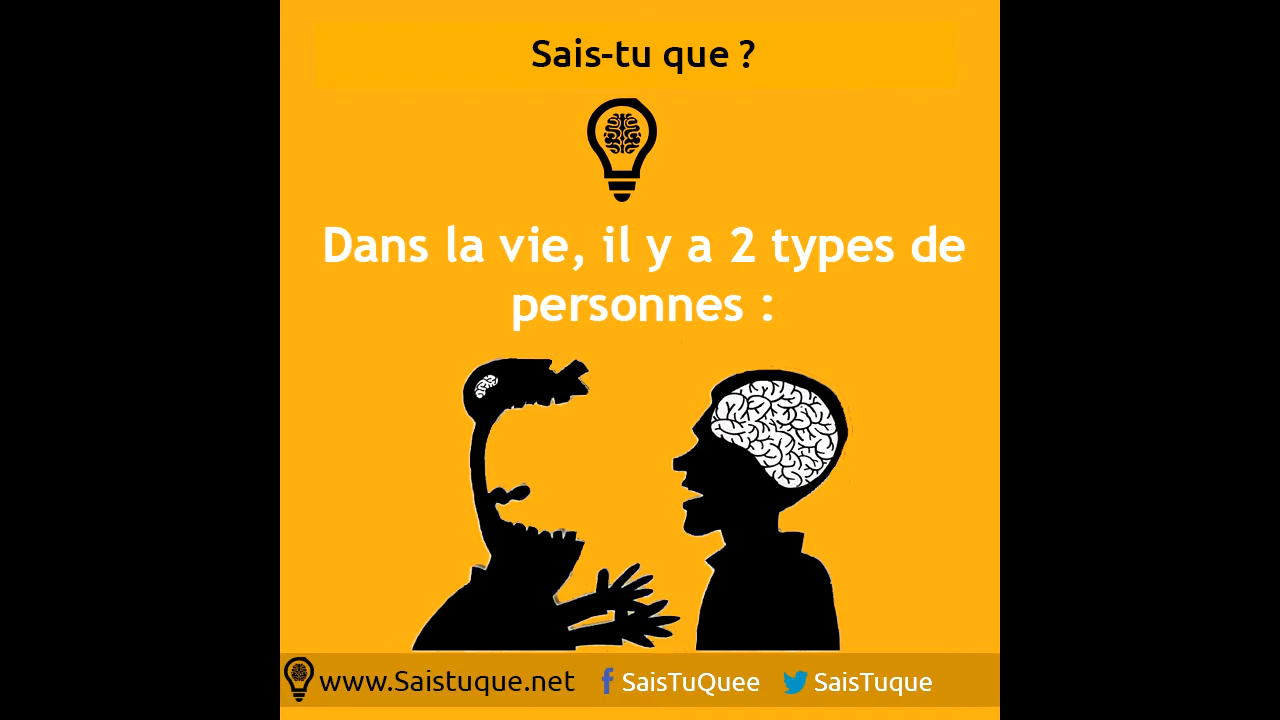 Sais-tu que ?
Dans la vie, il y a 2 types de
personnes :
www.Saistuque.net SaisTuQuee SaisTuque